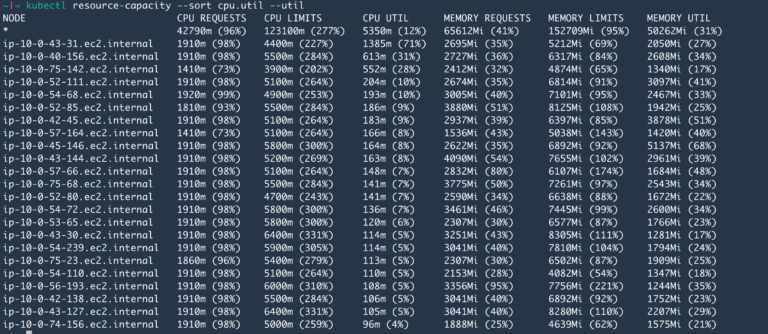 ~|⇒ kubectl resource-capacity --sort cpu.util --util
NODE CPU REQUESTS CPU LIMITS CPU UTIL MEMORY REQUESTS MEMORY LIMITS MEMORY UTIL
* 42790m (96%) 123100m (277%) 5350m (12%) 65612Mi (41%) 152709Mi (95%) 50262Mi (31%)
ip-10-0-43-31.ec2.internal 1910m (98%) 4400m (227%) 1385m (71%) 2695Mi (35%) 5212Mi (69%) 2050Mi (27%)
ip-10-0-40-156.ec2.internal 1910m (98%) 5500m (284%) 613m (31%) 2727Mi (36%) 6317Mi (84%) 2608Mi (34%)
ip-10-0-75-142.ec2.internal 1410m (73%) 3900m (202%) 552m (28%) 2412Mi (32%) 4874Mi (65%) 1340Mi (17%)
ip-10-0-52-111.ec2.internal 1910m (98%) 5100m (264%) 204m (10%) 2674Mi (35%) 6814Mi (91%) 3097Mi (41%)
ip-10-0-54-68.ec2.internal 1920m (99%) 4900m (253%) 193m (10%) 3005Mi (40%) 7101Mi (95%) 2467Mi (33%)
ip-10-0-52-85.ec2.internal 1810m (93%) 5500m (284%) 186m (9%) 3880Mi (51%) 8125Mi (108%) 1942Mi (25%)
ip-10-0-42-45.ec2.internal 1910m (98%) 5100m (264%) 183m (9%) 2937Mi (39%) 6397Mi (85%) 3878Mi (51%)
ip-10-0-57-164.ec2.internal 1410m (73%) 5100m (264%) 166m (8%) 1536Mi (43%) 5038Mi (143%) 1420Mi (40%)
ip-10-0-45-146.ec2.internal 1910m (98%) 5800m (300%) 164m (8%) 2622Mi (35%) 6892Mi (92%) 5137Mi (68%)
ip-10-0-43-144.ec2.internal 1910m (98%) 5200m (269%) 163m (8%) 4090Mi (54%) 7655Mi (102%) 2961Mi (39%)
ip-10-0-57-66.ec2.internal 1910m (98%) 5100m (264%) 148m (7%) 2832Mi (80%) 6107Mi (174%) 1684Mi (48%)
ip-10-0-75-68.ec2.internal 1910m (98%) 5500m (284%) 141m (7%) 3775Mi (50%) 7261Mi (97%) 2543Mi (34%)
ip-10-0-52-80.ec2.internal 1910m (98%) 4700m (243%) 141m (7%) 2590Mi (34%) 6638Mi (88%) 1672Mi (22%)
ip-10-0-54-72.ec2.internal 1910m (98%) 5800m (300%) 136m (7%) 3461Mi (46%) 7445Mi (99%) 2600Mi (34%)
ip-10-0-53-65.ec2.internal 1910m (98%) 5800m (300%) 120m (6%) 2307Mi (30%) 6577Mi (87%) 1766Mi (23%)
ip-10-0-43-30.ec2.internal 1910m (98%) 6400m (331%) 114m (5%) 3251Mi (43%) 8305Mi (111%) 1281Mi (17%)
ip-10-0-54-239.ec2.internal 1910m (98%) 5900m (305%) 114m (5%) 3041Mi (40%) 7810Mi (104%) 1794Mi (24%)
ip-10-0-75-23.ec2.internal 1860m (96%) 5400m (279%) 113m (5%) 2307Mi (30%) 6502Mi (87%) 1909Mi (25%)
ip-10-0-54-110.ec2.internal 1910m (98%) 5100m (264%) 110m (5%) 2153Mi (28%) 4082Mi (54%) 1347Mi (18%)
ip-10-0-56-193.ec2.internal 1910m (98%) 6000m (310%) 108m (5%) 3356Mi (95%) 7756Mi (221%) 1244Mi (35%)
ip-10-0-42-138.ec2.internal 1910m (98%) 5500m (284%) 106m (5%) 3041Mi (40%) 6892Mi (92%) 1752Mi (23%)
ip-10-0-43-127.ec2.internal 1910m (98%) 6400m (331%) 105m (5%) 3041Mi (40%) 8280Mi (110%) 2207Mi (29%)
ip-10-0-74-156.ec2.internal 1910m (98%) 5000m (259%) 96m (4%) 1888Mi (25%) 4639Mi (62%) 1575Mi (21%)